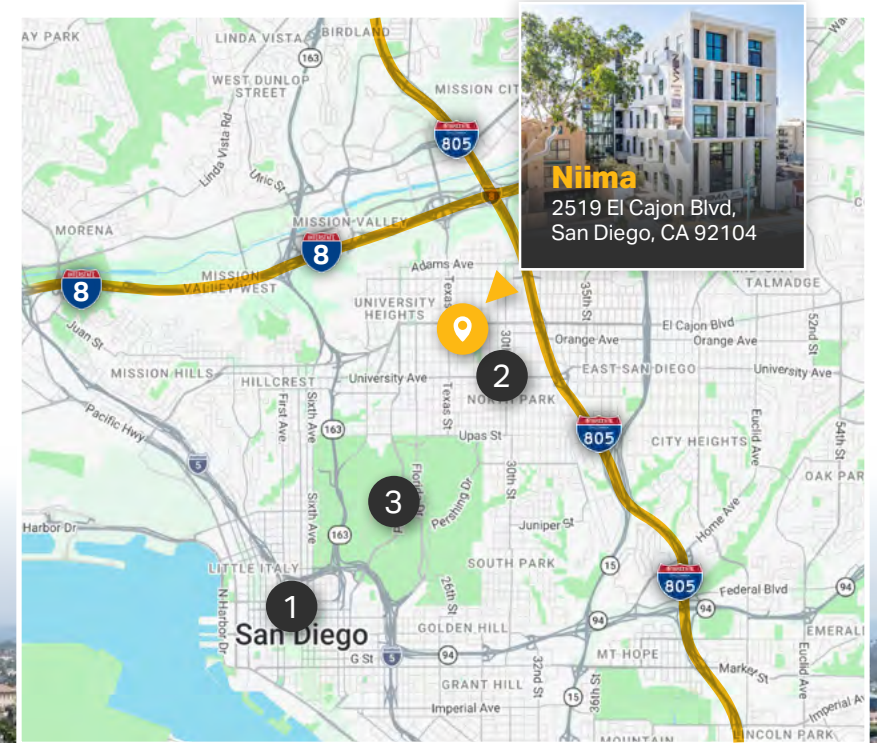 AY PARK
LINDA VISTA
BIRDLAND
163
WEST DUNLOP
STREET
MISSION CIT
805
Linda Vista Rd
Ulric St
Niima
2519 El Cajon Blvd,
San Diego, CA 92104
MORENA
MISSION VALLEY
8
8
MISSION
VALLEY WEST
Adams Ave
Texas
35th St
TALMADGE
UNIVERSITY
HEIGHTS
El Cajon Blvd
Orange Ave
Orange Ave
52nd St
Juan St
30th
2
MISSION HILLS
HILLCREST
University Ave
EAST SAN DIEGO
University Ave
NORTH PARK
First Ave
Sixth Ave
Texas St
Pacific Hwy
163
Upas St
805
CITY HEIGHTS
Euclid Ave
54th St
5
30th St
OAK PAR
3
Florida Dr
Pershing Dr
Sixth Ave
Juniper St
Home Ave
Harbor Dr
163
LITTLE ITALY
SOUTH PARK
15
805
Federal Blvd
94
1
N Harbor Dr
26th St
94
94
San Diego
GOLDEN HILL
EMERAL
G St
5
94
32nd St
MT HOPE
Market St
Euclid Ave
GRANT HILL
15
36th St
Imperial Ave
Imperial Av
MOUNTAIN
LINCOLN PARK